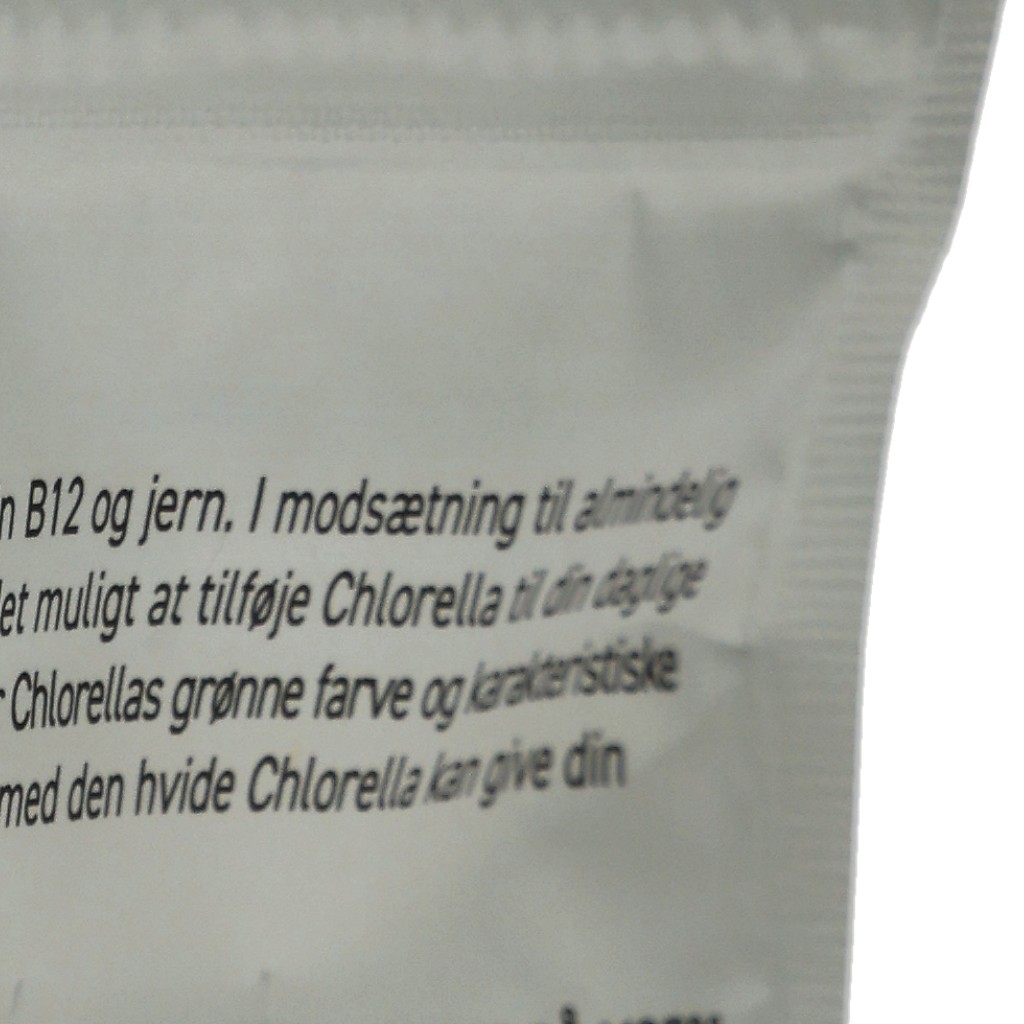 n B12 og jern. I modsætning til almindelig
et muligt at tilføje Chlorella til din daglige
r Chlorellas grønne farve og karakteristiske
med den hvide Chlorella kan give din